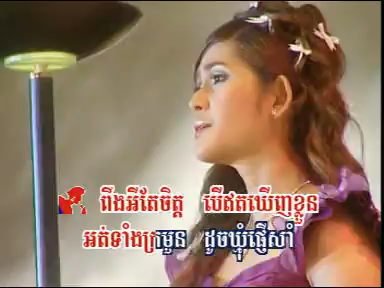 ពឹងអីតែចិត្ត បើឥតឃើញខ្លួន
អត់ទាំងក្រមួន ដូចឃ្មុំផ្ញើសាំ